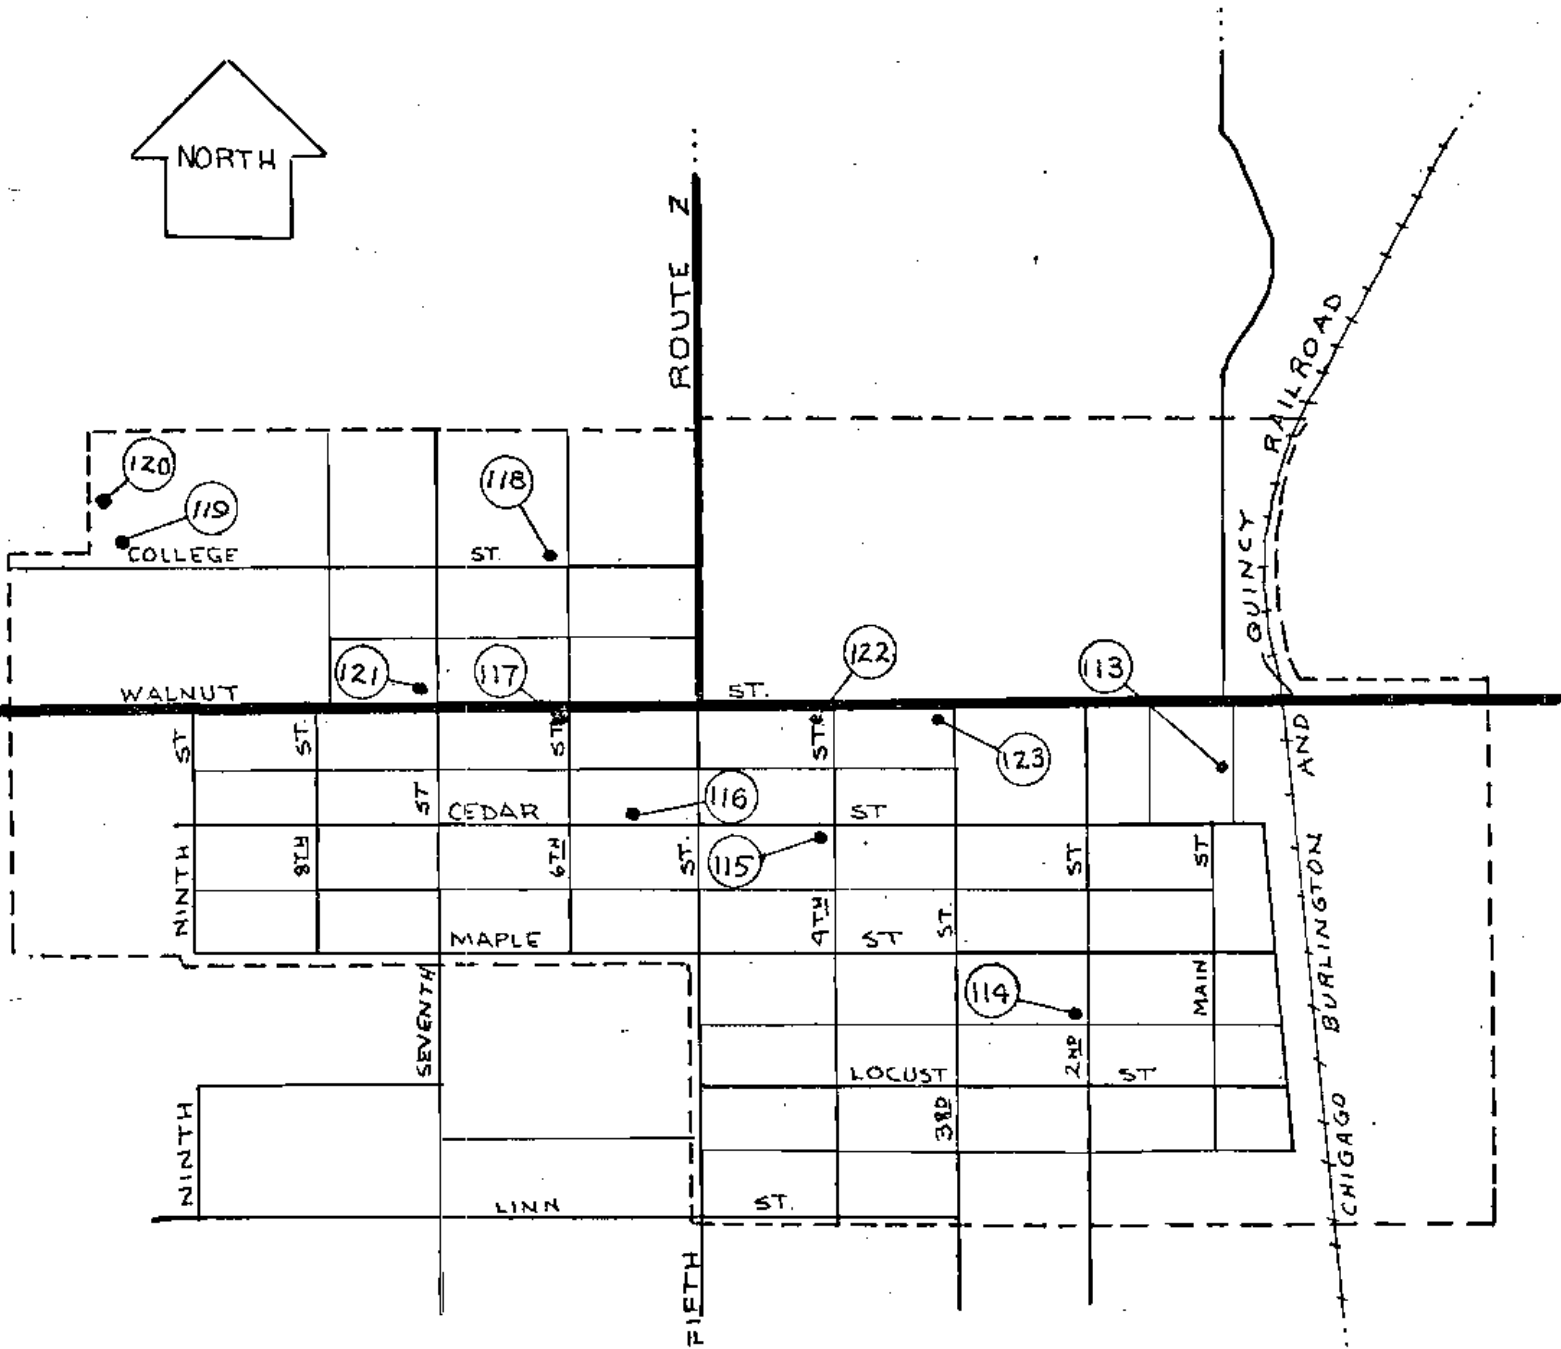 NORTH
ROUTE Z
RAILROAD
120
118
119
COLLEGE ST.
QUINCY
122
113
121
117
WALNUT ST.
ST
ST.
ST
ST.
ST.
AND
123
116
CEDAR ST
115
NINTH
8TH
6TH
ST.
ST
ST
BURLINGTON
4TH
ST.
MAPLE ST
SEVENTH
114
MAIN
2ND
LOCUST ST
3RD
NINTH
CHIGAGO
LINN ST.
FIFTH